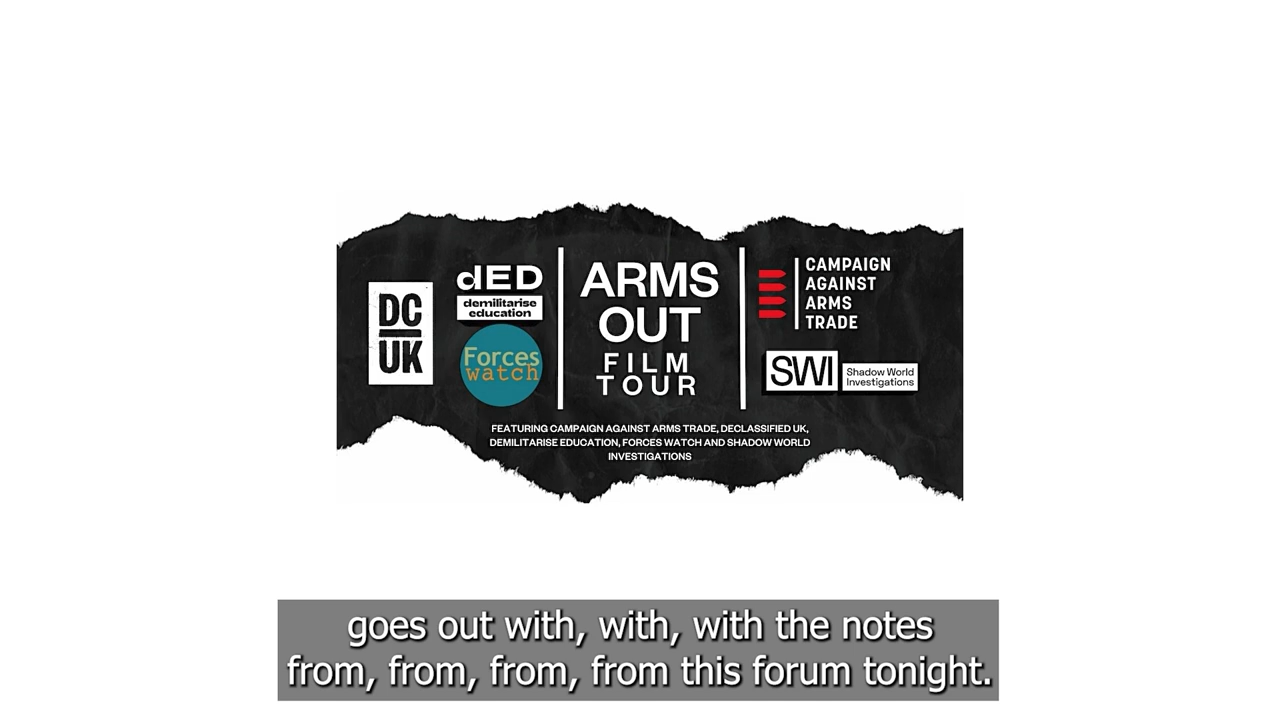 DC
UK
dED
demilitarise
education
Forces
watch
ARMS
OUT
FILM
TOUR
CAMPAIGN
AGAINST
ARMS
TRADE
SWI
Shadow World
Investigations
FEATURING CAMPAIGN AGAINST ARMS TRADE, DECLASSIFIED UK,
DEMILITARISE EDUCATION, FORCES WATCH AND SHADOW WORLD
INVESTIGATIONS
goes out with, with, with the notes
from, from, from, from this forum tonight.